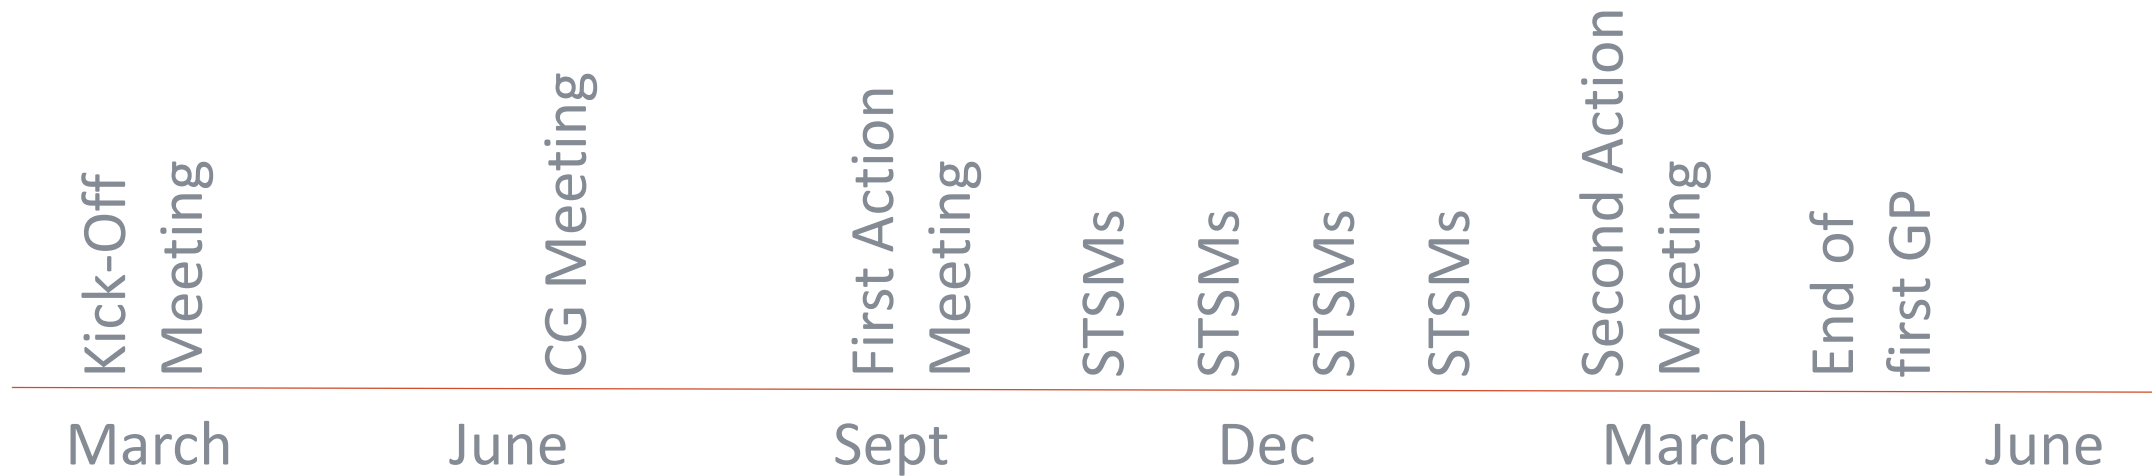 Kick-Off
Meeting
CG Meeting
First Action
Meeting
STSMs
STSMs
STSMs
STSMs
Second Action
Meeting
End of
first GP
March
June
Sept
Dec
March
June